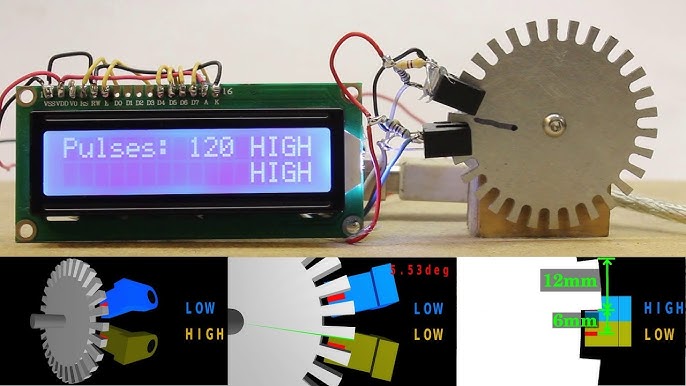 16
VSS VDD V0 RS RW E D0 D1 D2 D3 D4 D5 D6 D7 A K
Pulses: 120 HIGH
HIGH
LOW
HIGH
.53deg
LOW
LOW
12mm
6mm
HIGH
LOW